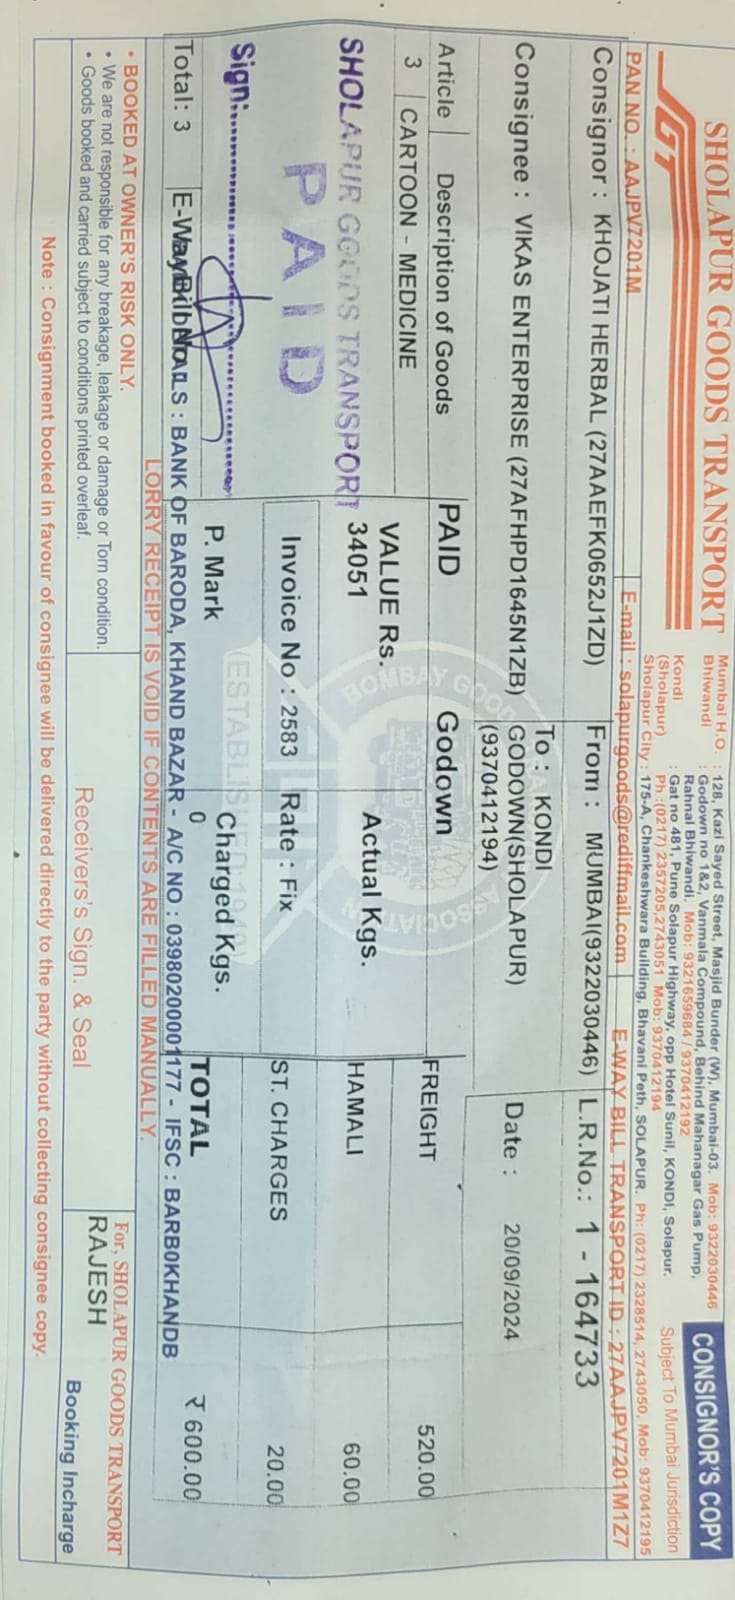 SHOLAPUR GOODS TRANSPORT
SGT
Mumbai H.O. : 128, Kazi Sayed Street, Masjid Bunder (W), Mumbai-03. Mob: 9322030446
Bhiwandi : Godown no 1&2, Vanmala Compound, Behind Mahanagar Gas Pump,
Rahnal Bhiwandi. Mob: 9321659684 / 9370412192
Kondi : Gat no 481, Pune Solapur Highway, opp Hotel Sunil, KONDI, Solapur.
(Sholapur) Ph :(0217) 2357205,2743051 Mob: 9370412194
Sholapur City : 175-A, Chankeshwara Building, Bhavani Peth, SOLAPUR. Ph: (0217) 2328514, 2743050, Mob: 9370412195
CONSIGNOR'S COPY
Subject To Mumbai Jurisdiction
PAN NO. : AAJPV7201M E-mail : solapurgoods@rediffmail.com E-WAY BILL TRANSPORT ID : 27AAJPV7201M1Z7
Consignor : KHOJATI HERBAL (27AAEFK0652J1ZD) From : MUMBAI(9322030446) L.R.No.: 1 - 164733
Consignee : VIKAS ENTERPRISE (27AFHPD1645N1ZB) To : KONDI
GODOWN(SHOLAPUR)
(9370412194)
Date : 20/09/2024
Article Description of Goods PAID Godown FREIGHT 520.00
3 CARTOON - MEDICINE VALUE Rs. Actual Kgs.
34051 HAMALI 60.00
SHOLAPUR GOODS TRANSPORT
PAID
Sign:
Invoice No : 2583 Rate : Fix ST. CHARGES 20.00
P. Mark Charged Kgs.
0
BOMBAY GOODS
ASSOCIATION
(ESTABLISHED:1940)
Total: 3 E-Way Bill No. TOTAL ₹ 600.00
: BANK OF BARODA, KHAND BAZAR - A/C NO : 03980200001177 - IFSC : BARB0KHANDB
LORRY RECEIPT IS VOID IF CONTENTS ARE FILLED MANUALLY.
• BOOKED AT OWNER'S RISK ONLY.
• We are not responsible for any breakage, leakage or damage or Torn condition.
• Goods booked and carried subject to conditions printed overleaf.
Receivers's Sign. & Seal
For, SHOLAPUR GOODS TRANSPORT
RAJESH
Booking Incharge
Note : Consignment booked in favour of consignee will be delivered directly to the party without collecting consignee copy.